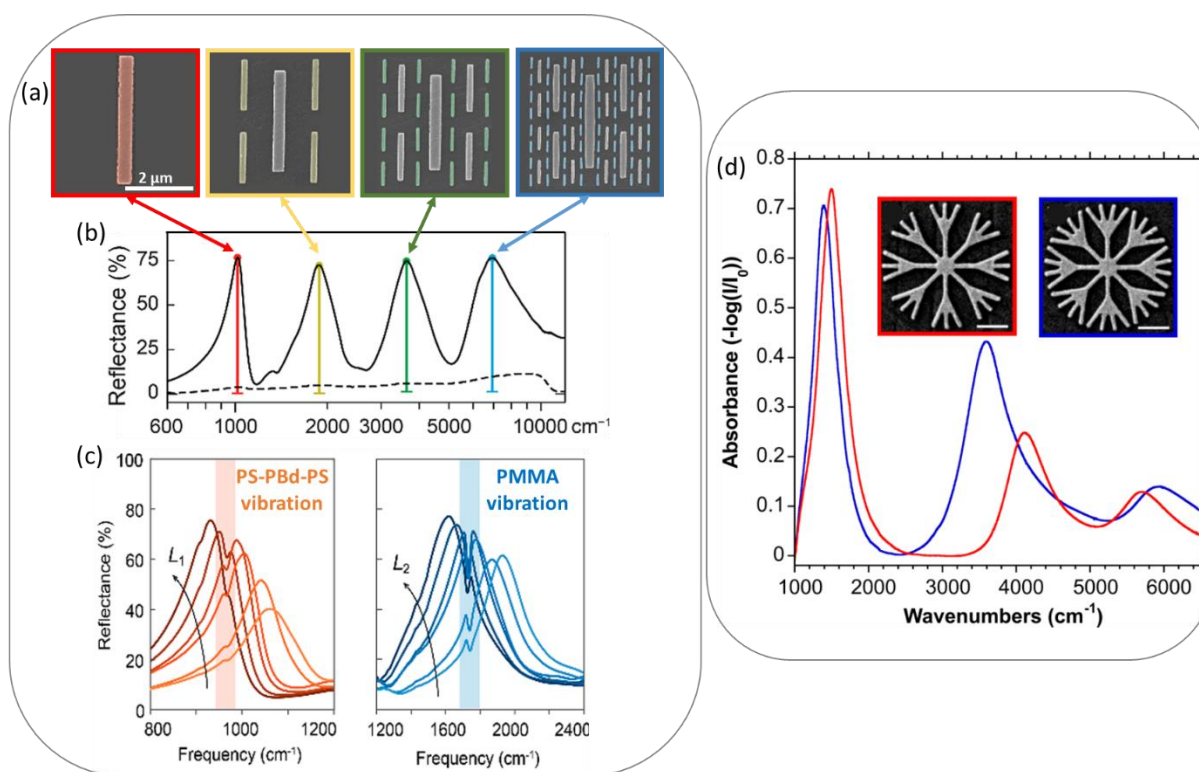 (a)
2 µm
(b)
Reflectance (%)
75
50
25
0
600 1000 2000 3000 5000 10000 cm⁻¹
(c)
Reflectance (%)
100
80
60
40
20
0
PS-PBd-PS
vibration
L₁
800 1000 1200
Frequency (cm⁻¹)
PMMA
vibration
L₂
1200 1600 2000 2400
Frequency (cm⁻¹)
(d)
Absorbance (-log(I/I₀))
0.8
0.7
0.6
0.5
0.4
0.3
0.2
0.1
0
1000 2000 3000 4000 5000 6000
Wavenumbers (cm⁻¹)